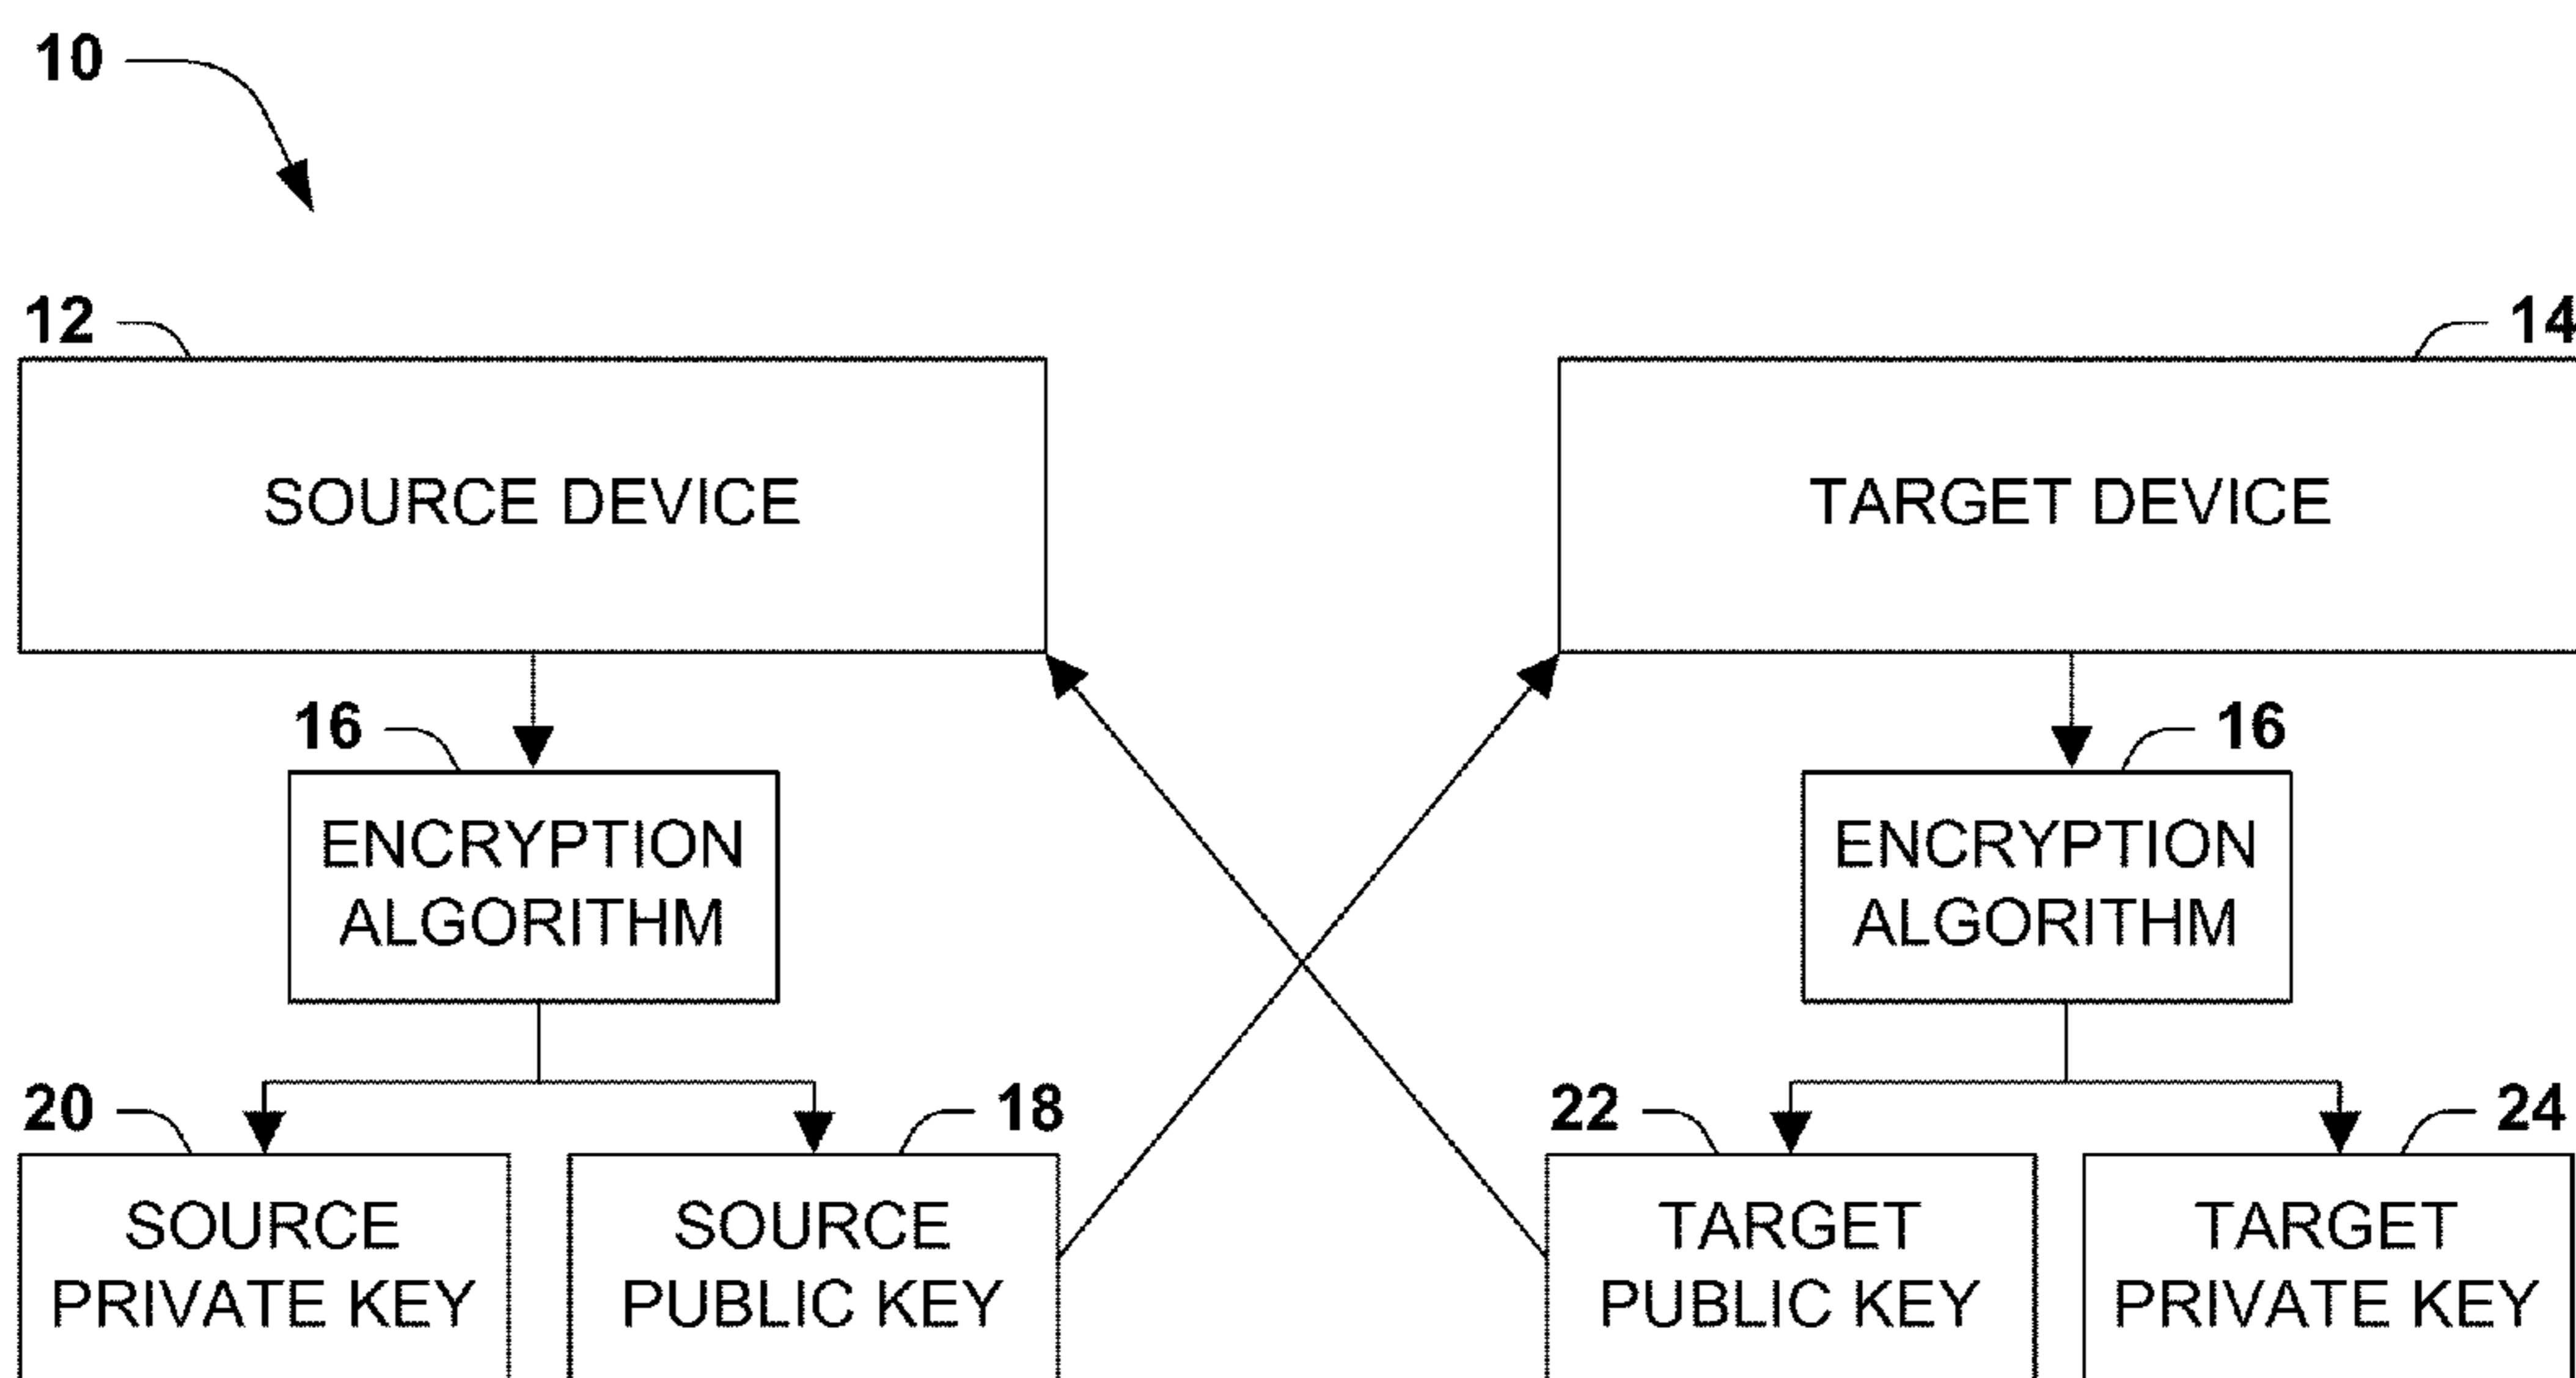 10
12
14
SOURCE DEVICE
TARGET DEVICE
16
16
ENCRYPTION
ALGORITHM
ENCRYPTION
ALGORITHM
20
18
22
24
SOURCE
PRIVATE KEY
SOURCE
PUBLIC KEY
TARGET
PUBLIC KEY
TARGET
PRIVATE KEY